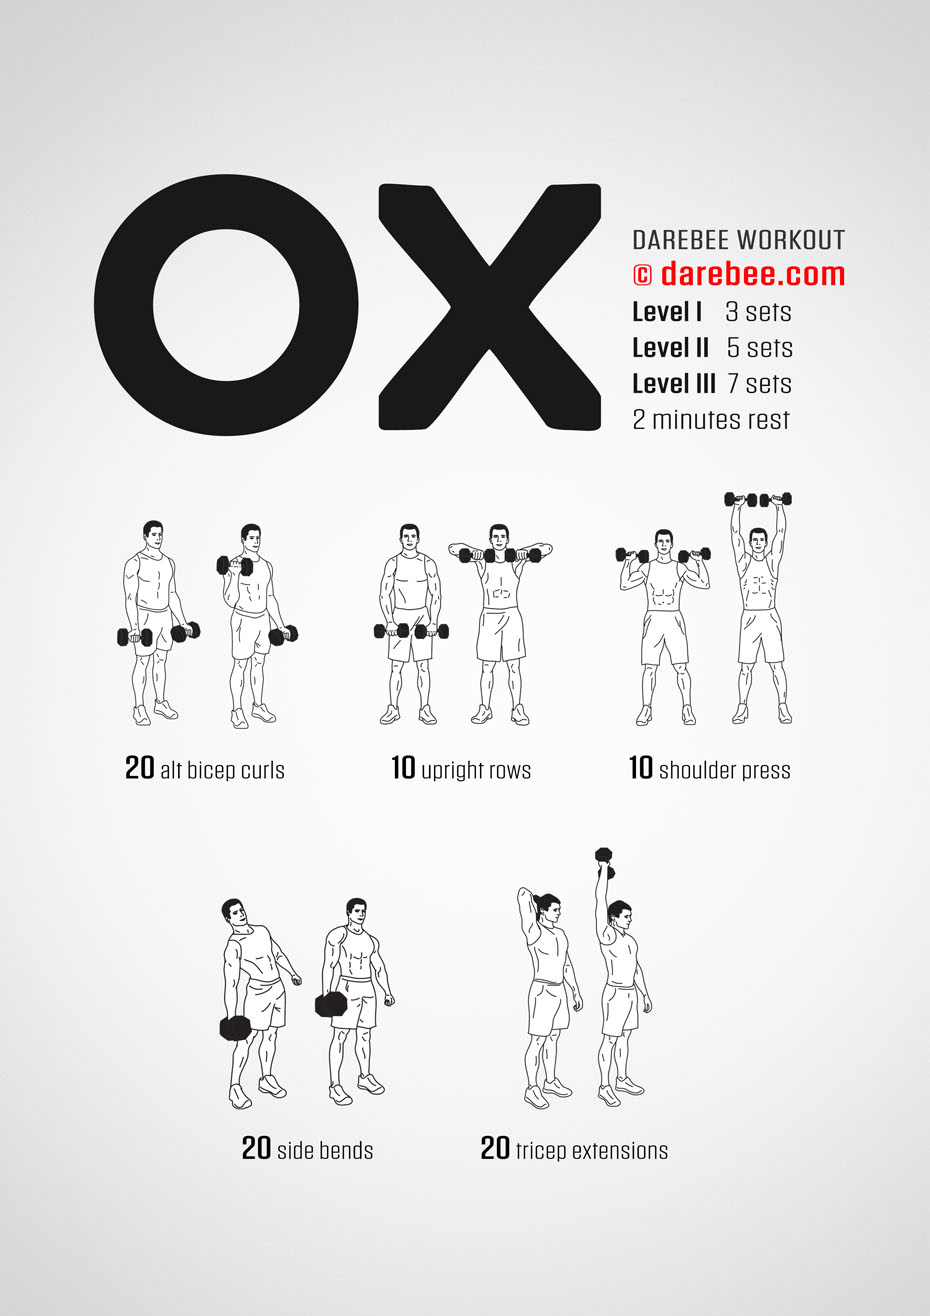 OX
DAREBEE WORKOUT
© darebee.com
Level I 3 sets
Level II 5 sets
Level III 7 sets
2 minutes rest
20 alt bicep curls
10 upright rows
10 shoulder press
20 side bends
20 tricep extensions